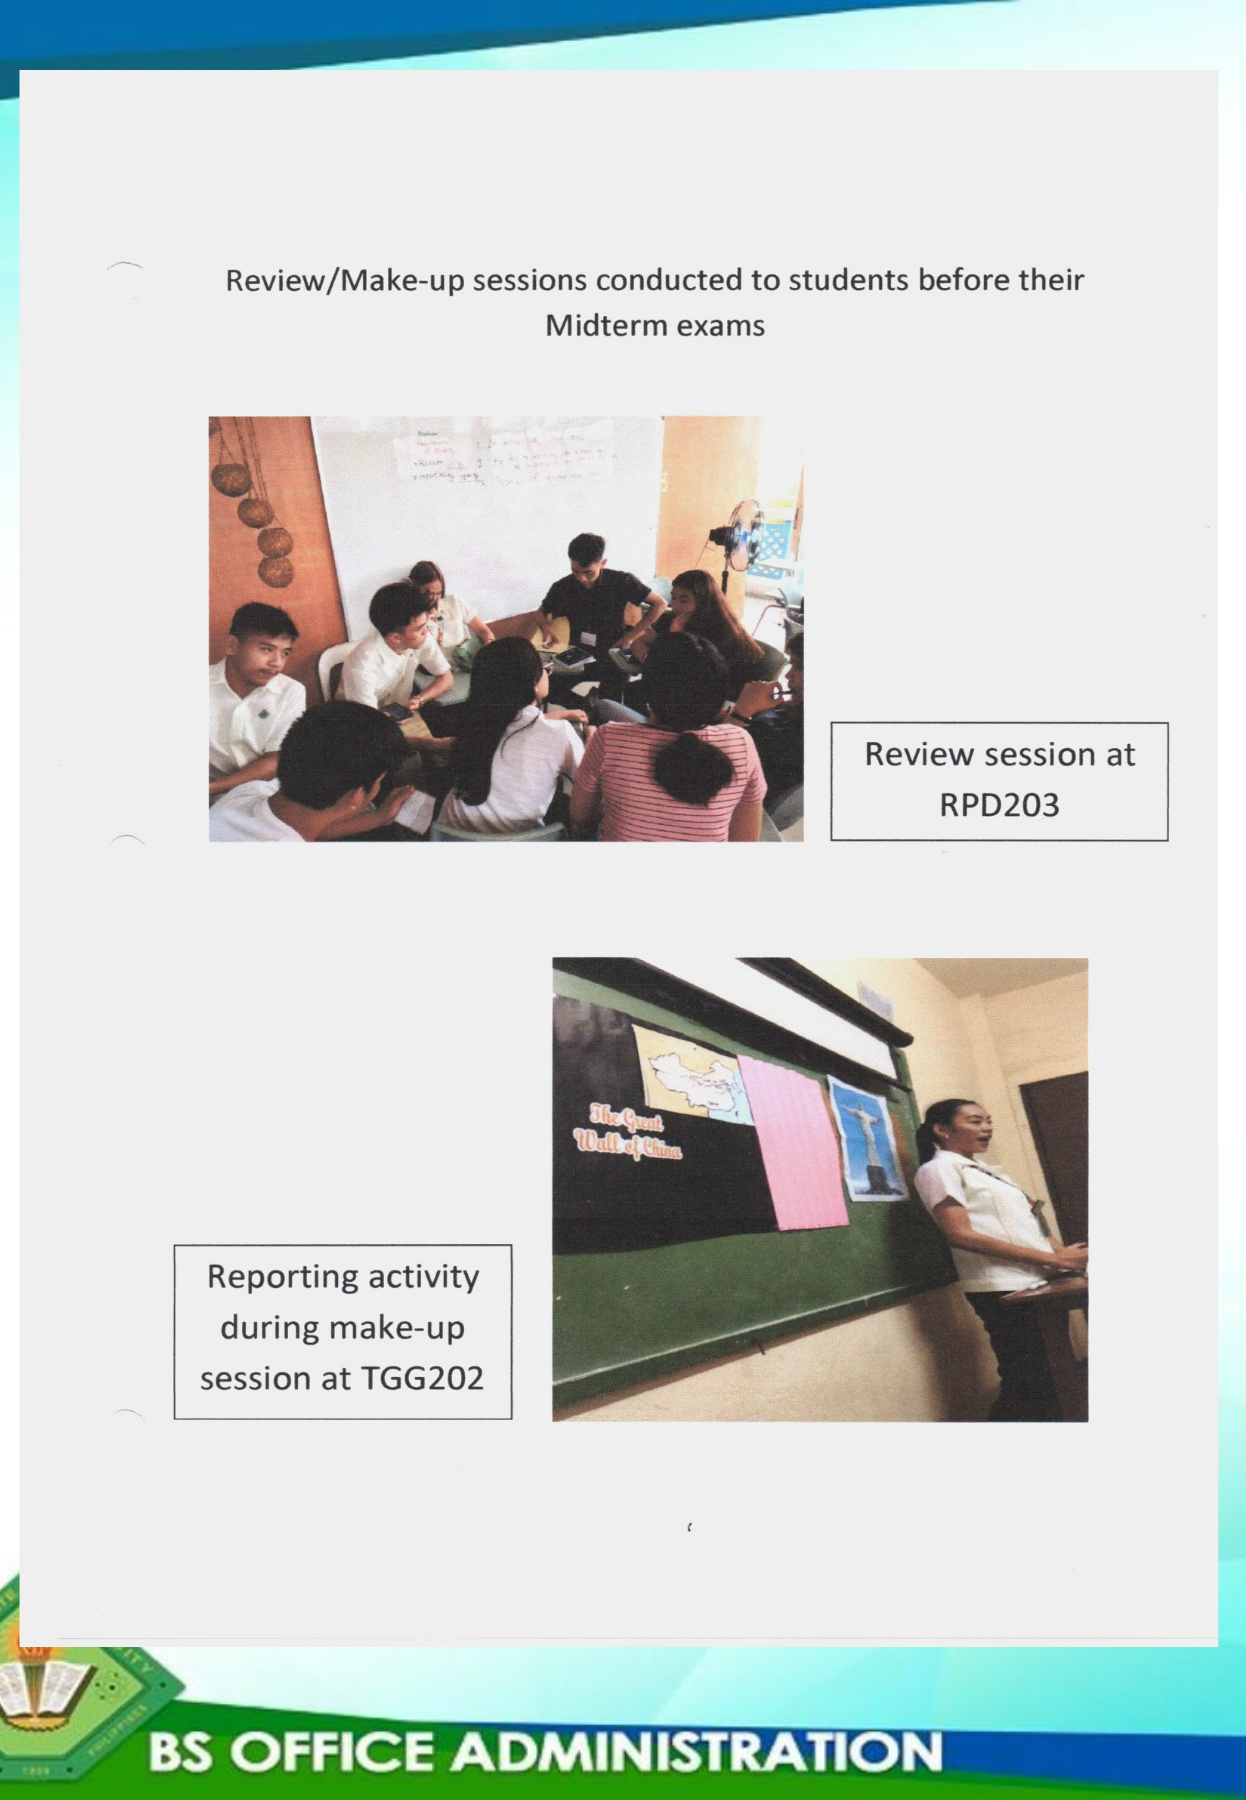 Review/Make-up sessions conducted to students before their
Midterm exams
Review session at
RPD203
The Great
Wall of China
Reporting activity
during make-up
session at TGG202
PHILIPPINES
BS OFFICE ADMINISTRATION